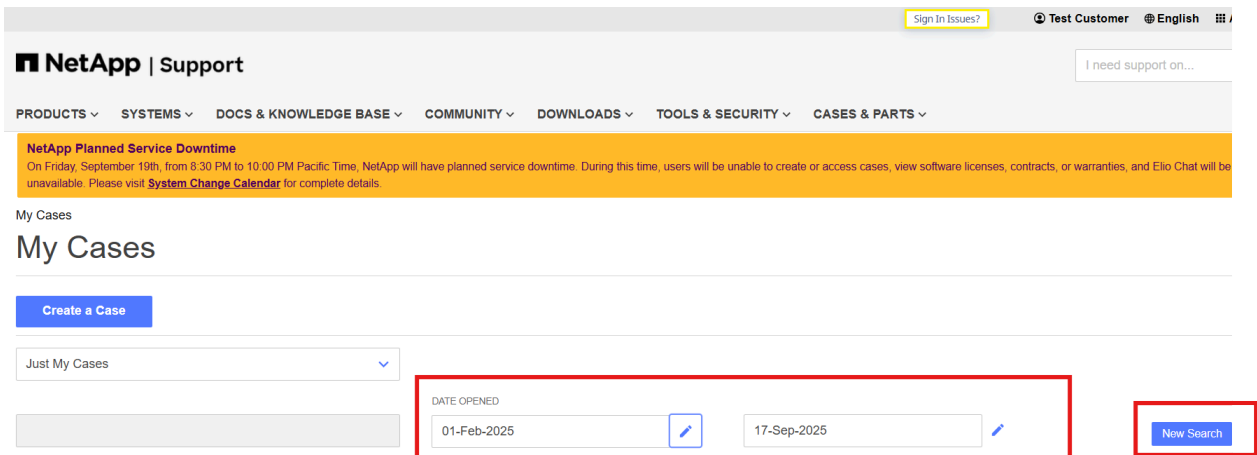 Sign In Issues? Test Customer English
NetApp | Support
I need support on...
PRODUCTS SYSTEMS DOCS & KNOWLEDGE BASE COMMUNITY DOWNLOADS TOOLS & SECURITY CASES & PARTS
NetApp Planned Service Downtime
On Friday, September 19th, from 8:30 PM to 10:00 PM Pacific Time, NetApp will have planned service downtime. During this time, users will be unable to create or access cases, view software licenses, contracts, or warranties, and Elio Chat will be
unavailable. Please visit System Change Calendar for complete details.
My Cases
My Cases
Create a Case
Just My Cases
DATE OPENED
01-Feb-2025 17-Sep-2025 New Search